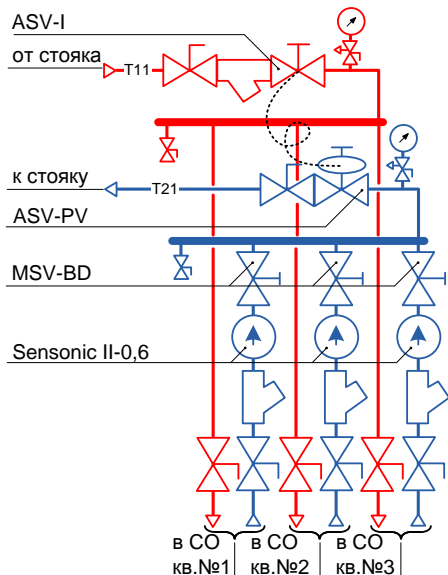 ASV-I
от стояка
T11
к стояку
T21
ASV-PV
MSV-BD
Sensonic II-0,6
в СО в СО в СО
кв.№1 кв.№2 кв.№3